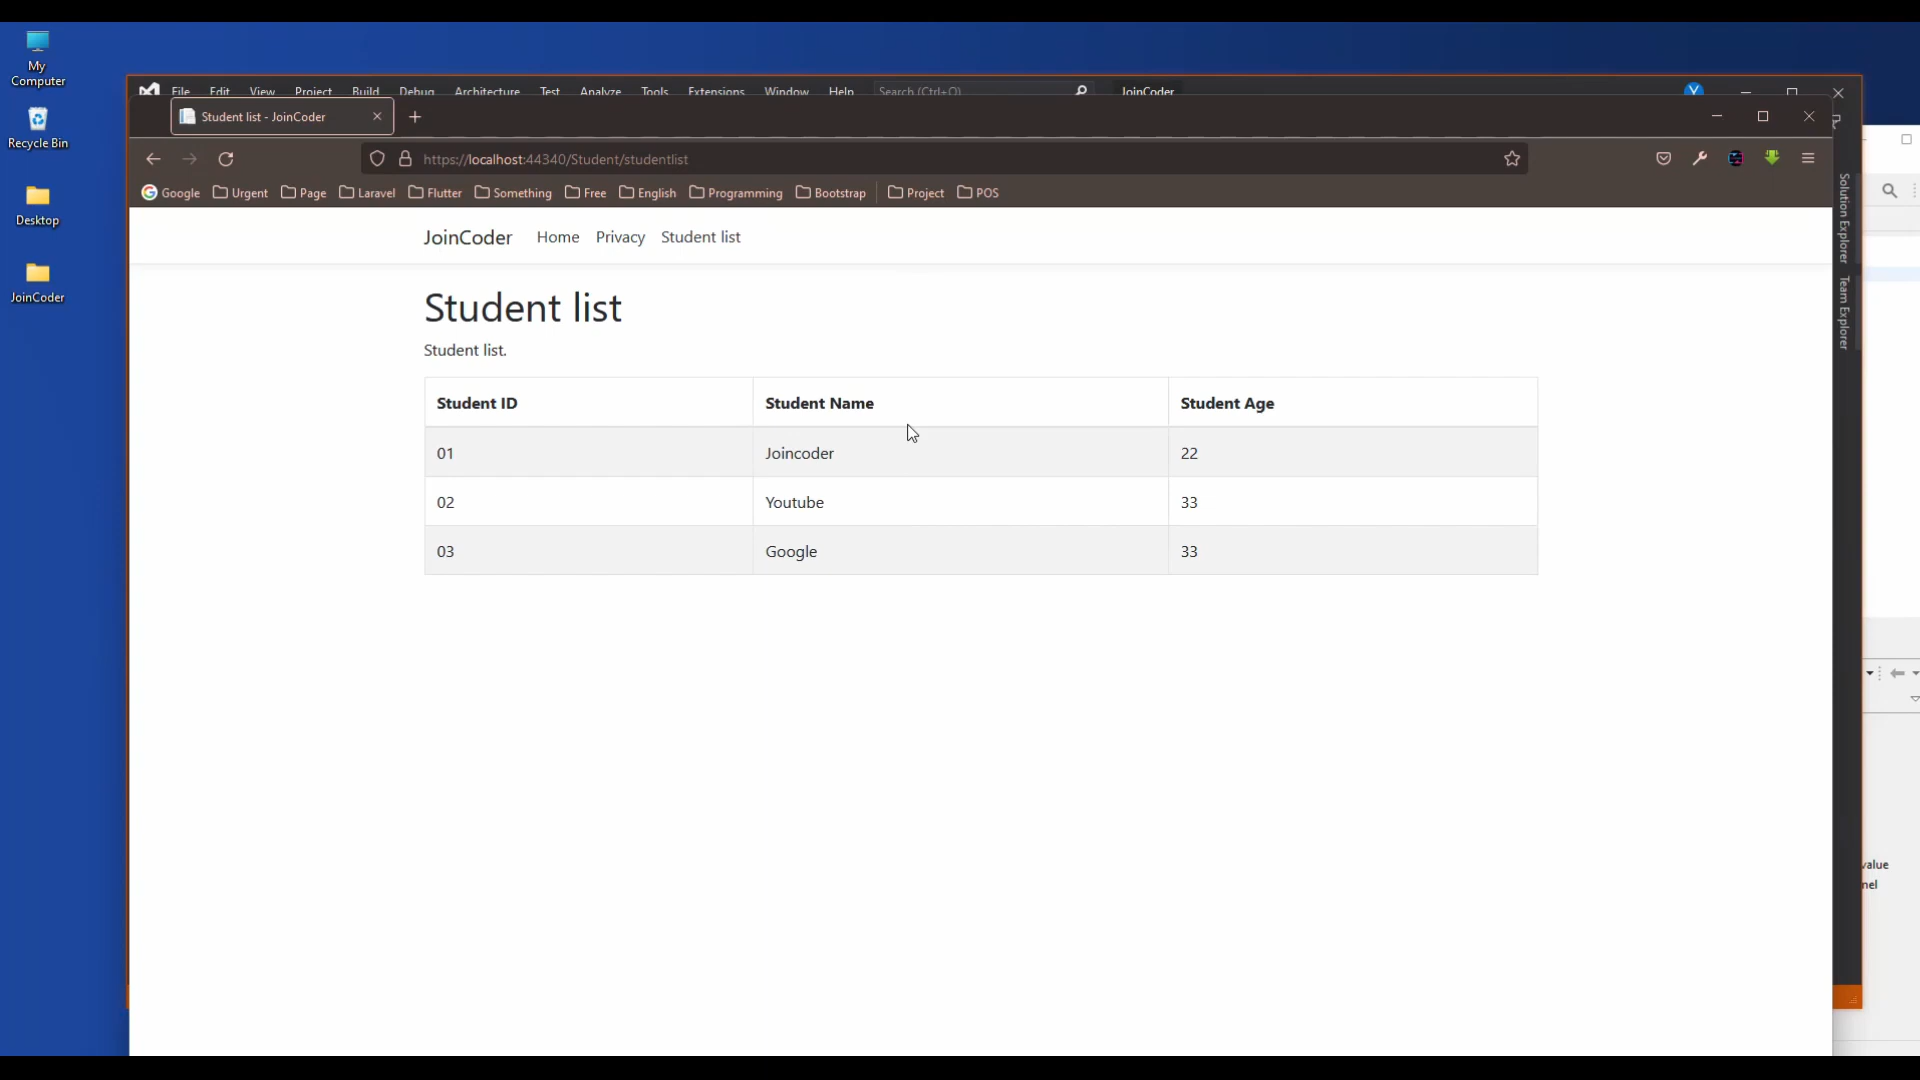 My
Computer
Recycle Bin
Desktop
JoinCoder
File Edit View Project Build Debug Architecture Test Analyze Tools Extensions Window Help Search (Ctrl+Q) JoinCoder
Student list - JoinCoder
https://localhost:44340/Student/studentlist
Google Urgent Page Laravel Flutter Something Free English Programming Bootstrap Project POS
JoinCoder Home Privacy Student list
Student list
Student list.
Student ID Student Name Student Age
01 Joincoder 22
02 Youtube 33
03 Google 33
Solution Explorer
Team Explorer
value
nel